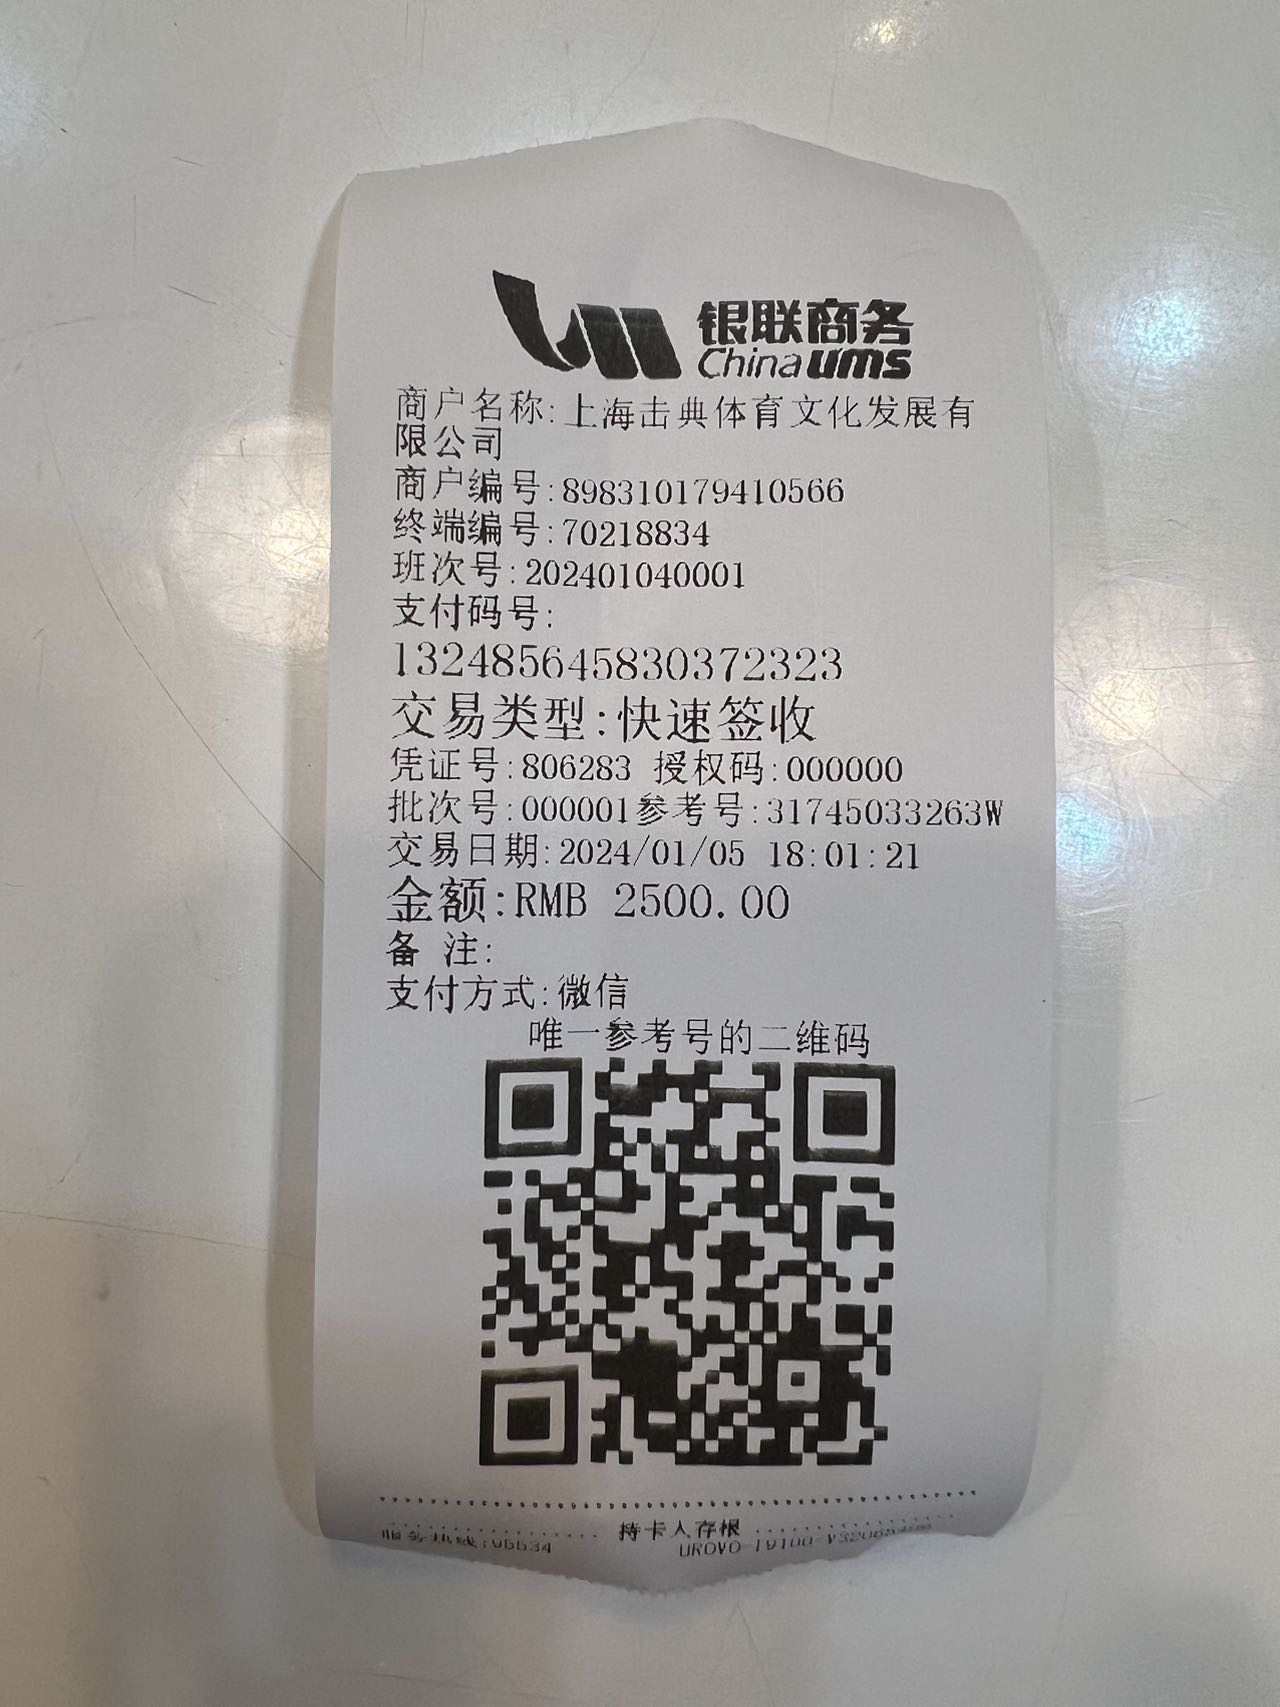 银联商务
China ums
商户名称:上海击典体育文化发展有
限公司
商户编号:898310179410566
终端编号:70218834
班次号:202401040001
支付码号:
132485645830372323
交易类型:快速签收
凭证号:806283 授权码:000000
批次号:000001参考号:31745033263W
交易日期:2024/01/05 18:01:21
金额:RMB 2500.00
备 注:
支付方式:微信
唯一参考号的二维码
持卡人存根
服务热线:95534